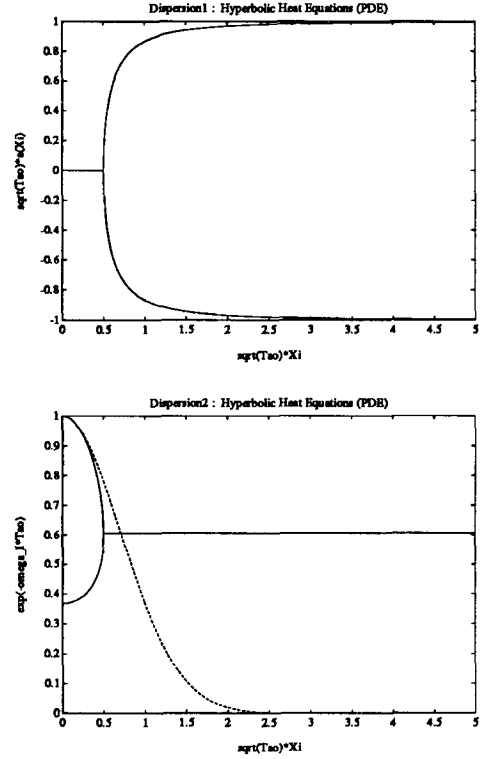 Dispersion1 : Hyperbolic Heat Equations (PDE)
1
0.8
0.6
0.4
0.2
0
-0.2
-0.4
-0.6
-0.8
-1
sqrt(Tao)*a(Xi)
0 0.5 1 1.5 2 2.5 3 3.5 4 4.5 5
sqrt(Tao)*Xi
Dispersion2 : Hyperbolic Heat Equations (PDE)
1
0.9
0.8
0.7
0.6
0.5
0.4
0.3
0.2
0.1
0
exp(-omega_I*Tao)
0 0.5 1 1.5 2 2.5 3 3.5 4 4.5 5
sqrt(Tao)*Xi